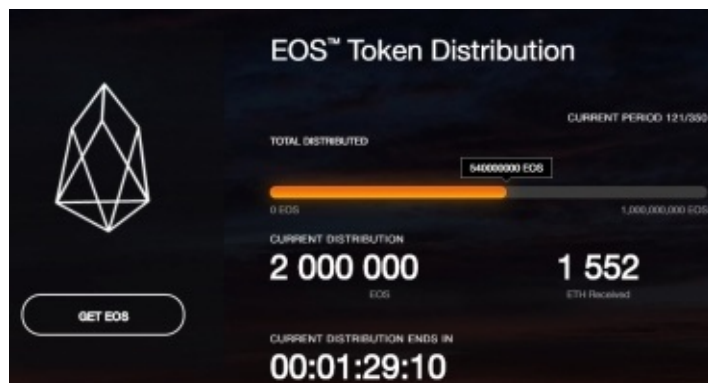 EOS™ Token Distribution
CURRENT PERIOD 121/350
TOTAL DISTRIBUTED
540000000 EOS
0 EOS
1,000,000,000 EOS
CURRENT DISTRIBUTION
2 000 000
1 552
EOS
ETH Received
GET EOS
CURRENT DISTRIBUTION ENDS IN
00:01:29:10